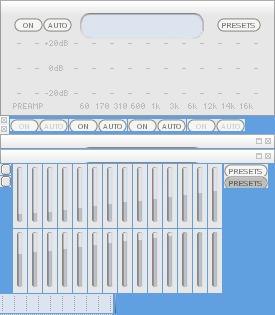 ON AUTO PRESETS
+20dB
0dB
-20dB
PREAMP 60 170 310 600 1k 3k 6k 12k 14k 16k
ON AUTO ON AUTO ON AUTO ON AUTO
PRESETS
PRESETS